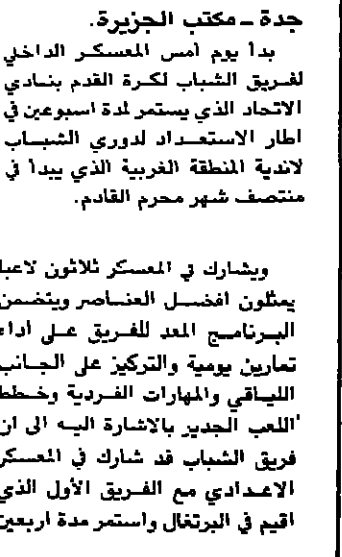 جدة ـ مكتب الجزيرة.
بدأ يوم امس المعسكر الداخلي
لفريق الشباب لكرة القدم بنادي
الاتحاد الذي يستمر لمدة اسبوعين في
اطار الاستعداد لدوري الشباب
لاندية المنطقة الغربية الذي يبدأ في
منتصف شهر محرم القادم.
ويشارك في المعسكر ثلاثون لاعبا
يمثلون افضل العناصر ويتضمن
البرنامج المعد للفريق على أداء
تمارين يومية والتركيز على الجانب
اللياقي والمهارات الفردية وخطط
اللعب الجدير بالاشارة اليه الى ان
فريق الشباب قد شارك في المعسكر
الاعدادي مع الفريق الأول الذي
اقيم في البرتغال واستمر مدة اربعين